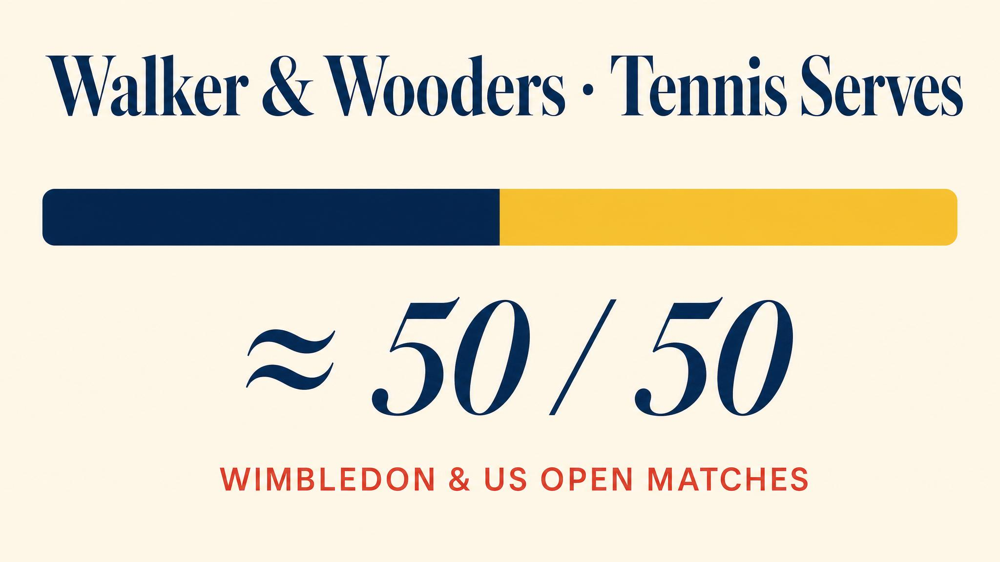 Walker & Wooders · Tennis Serves
≈ 50 / 50
WIMBLEDON & US OPEN MATCHES